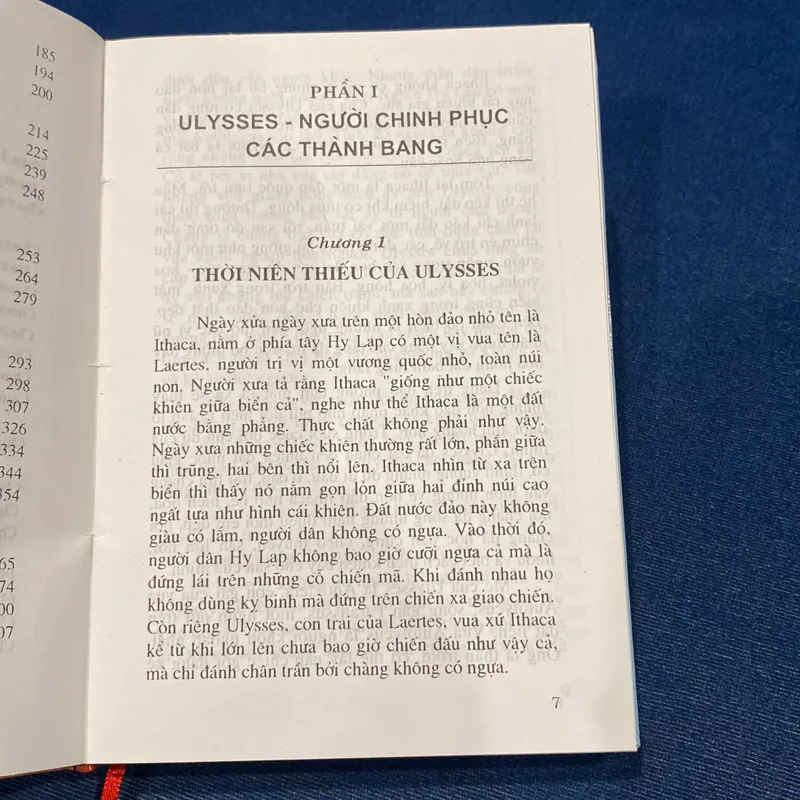 185
194
200
214
225
239
248
253
264
279
293
298
307
326
334
344
354
65
74
00
07
PHẦN I
ULYSSES - NGƯỜI CHINH PHỤC
CÁC THÀNH BANG
Chương 1
THỜI NIÊN THIẾU CỦA ULYSSES
Ngày xửa ngày xưa trên một hòn đảo nhỏ tên là
Ithaca, nằm ở phía tây Hy Lạp có một vị vua tên là
Laertes, người trị vị một vương quốc nhỏ, toàn núi
non. Người xưa tả rằng Ithaca "giống như một chiếc
khiên giữa biển cả", nghe như thể Ithaca là một đất
nước bằng phẳng. Thực chất không phải như vậy.
Ngày xưa những chiếc khiên thường rất lớn, phần giữa
thì trũng, hai bên thì nổi lên. Ithaca nhìn từ xa trên
biển thì thấy nó nằm gọn lỏn giữa hai đỉnh núi cao
ngất tựa như hình cái khiên. Đất nước đảo này không
giàu có lắm, người dân không có ngựa. Vào thời đó,
người dân Hy Lạp không bao giờ cưỡi ngựa cả mà là
đứng lái trên những cỗ chiến mã. Khi đánh nhau họ
không dùng kỵ binh mà đứng trên chiến xa giao chiến.
Còn riêng Ulysses, con trai của Laertes, vua xứ Ithaca
kể từ khi lớn lên chưa bao giờ chiến đấu như vậy cả,
mà chỉ đánh chân trần bởi chàng không có ngựa.
7